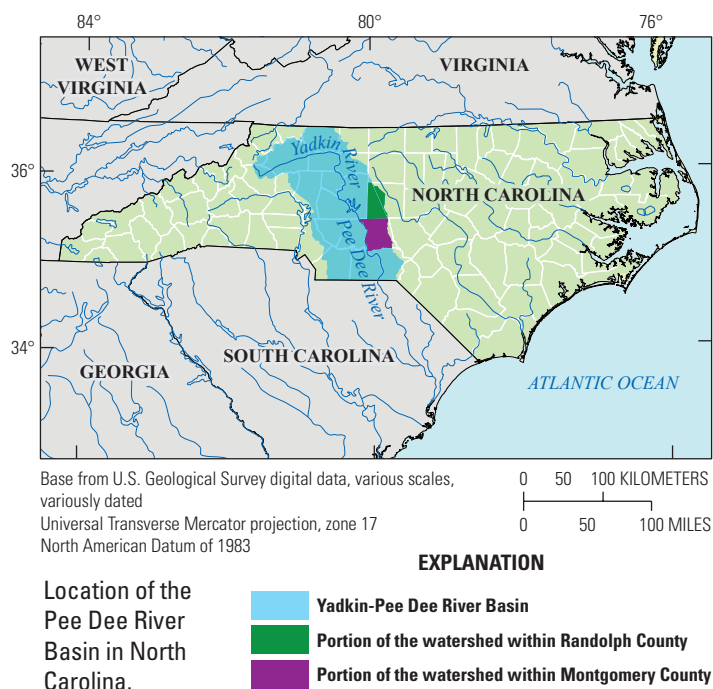 84°
80°
76°
WEST
VIRGINIA
VIRGINIA
36°
Yadkin River
NORTH CAROLINA
Pee Dee River
34°
SOUTH CAROLINA
GEORGIA
ATLANTIC OCEAN
Base from U.S. Geological Survey digital data, various scales,
variously dated
Universal Transverse Mercator projection, zone 17
North American Datum of 1983
0 50 100 KILOMETERS
0 50 100 MILES
EXPLANATION
Location of the
Pee Dee River
Basin in North
Carolina.
Yadkin-Pee Dee River Basin
Portion of the watershed within Randolph County
Portion of the watershed within Montgomery County